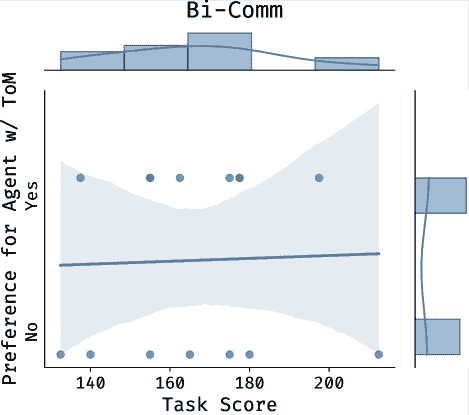 Bi-Comm
Preference for Agent w/ ToM
Yes
No
140 160 180 200
Task Score